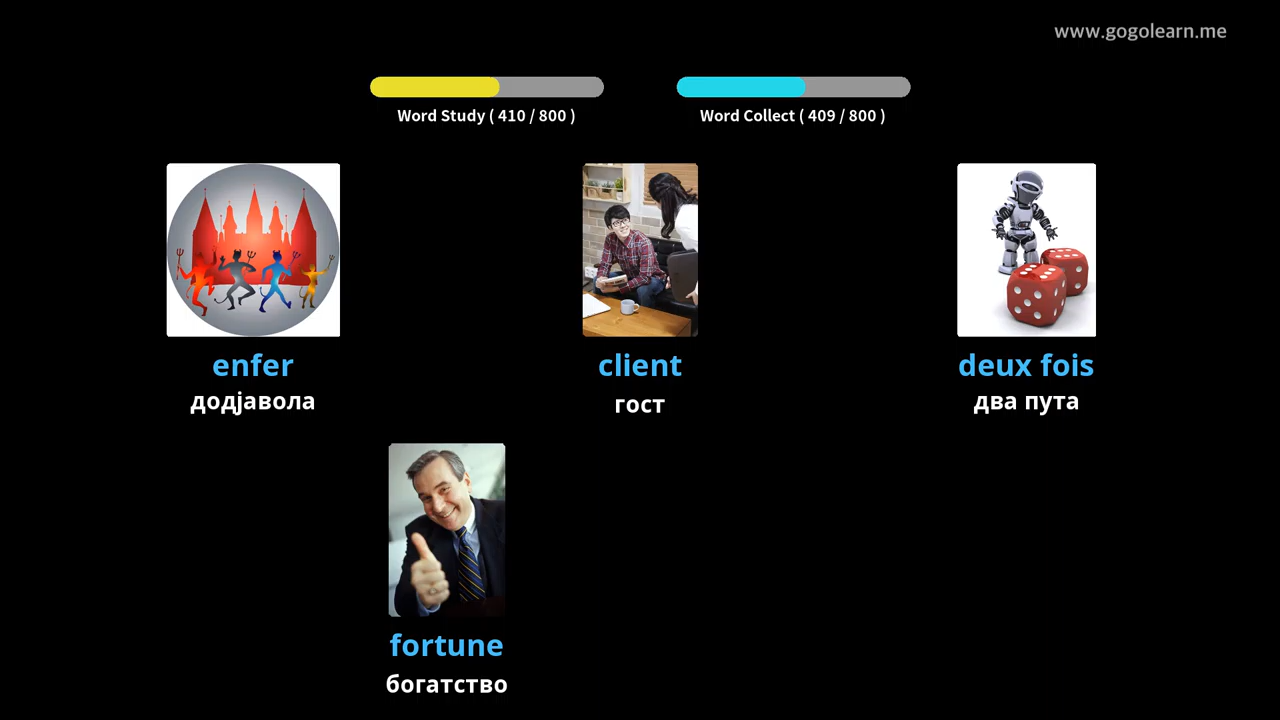 www.gogolearn.me
Word Study ( 410 / 800 )
Word Collect ( 409 / 800 )
enfer
client
deux fois
дођавола
гост
два пута
fortune
богатство